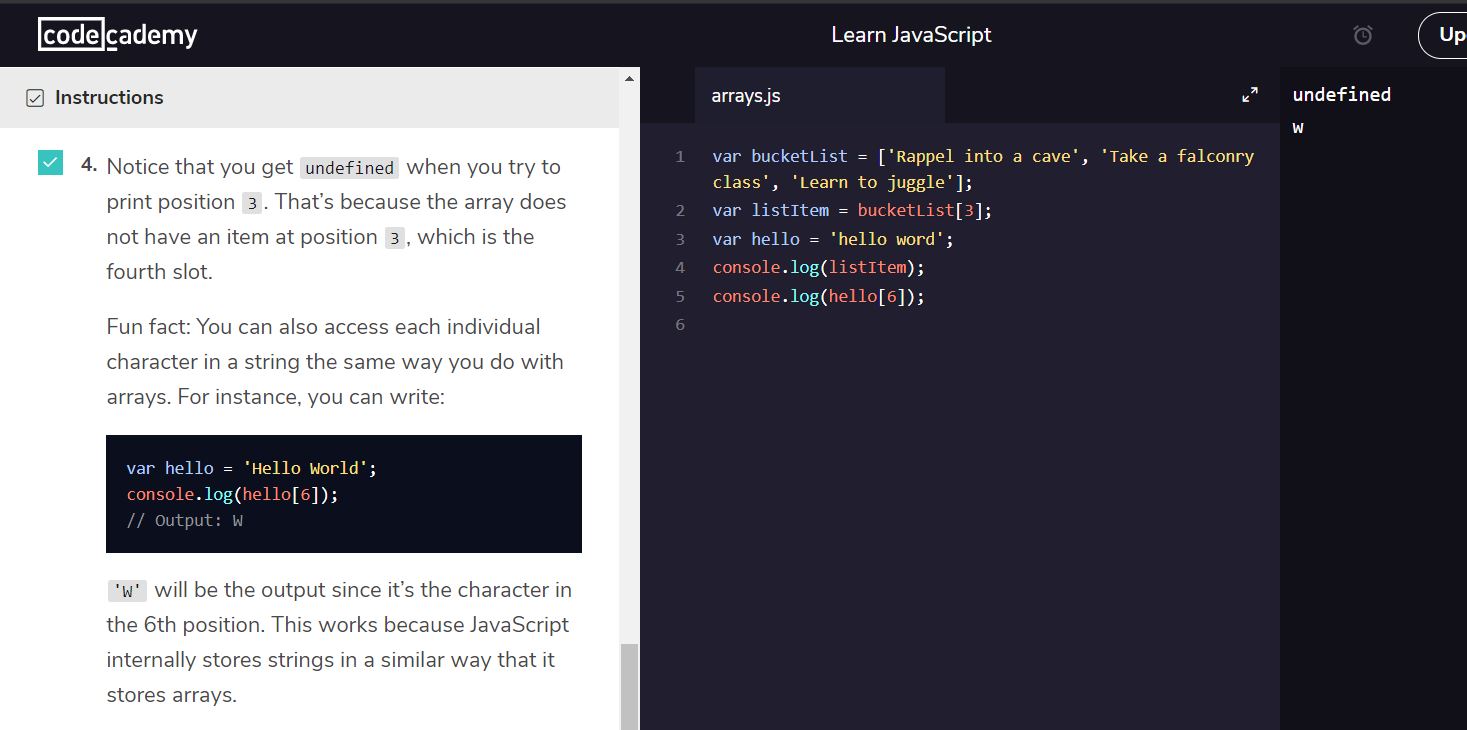 codecademy
Learn JavaScript
Up
Instructions
4. Notice that you get undefined when you try to
print position 3. That’s because the array does
not have an item at position 3, which is the
fourth slot.
Fun fact: You can also access each individual
character in a string the same way you do with
arrays. For instance, you can write:
var hello = 'Hello World';
console.log(hello[6]);
// Output: W
'W' will be the output since it’s the character in
the 6th position. This works because JavaScript
internally stores strings in a similar way that it
stores arrays.
arrays.js
1 var bucketList = ['Rappel into a cave', 'Take a falconry
class', 'Learn to juggle'];
2 var listItem = bucketList[3];
3 var hello = 'hello word';
4 console.log(listItem);
5 console.log(hello[6]);
6
undefined
w